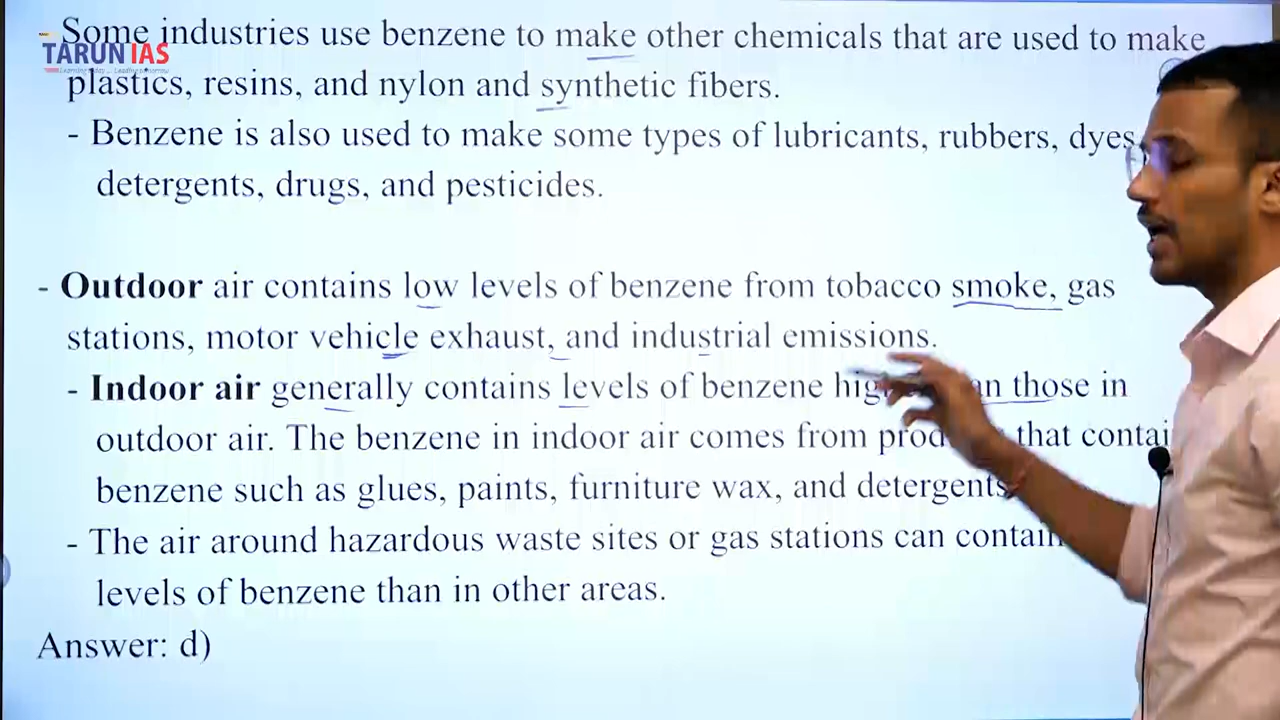 Some industries use benzene to make other chemicals that are used to make
TARUN IAS
plastics, resins, and nylon and synthetic fibers.
- Benzene is also used to make some types of lubricants, rubbers, dyes,
detergents, drugs, and pesticides.
- Outdoor air contains low levels of benzene from tobacco smoke, gas
stations, motor vehicle exhaust, and industrial emissions.
- Indoor air generally contains levels of benzene those in
outdoor air. The benzene in indoor air comes from that
benzene such as glues, paints, furniture wax, and detergents
- The air around hazardous waste sites or gas stations can
levels of benzene than in other areas.
Answer: d)